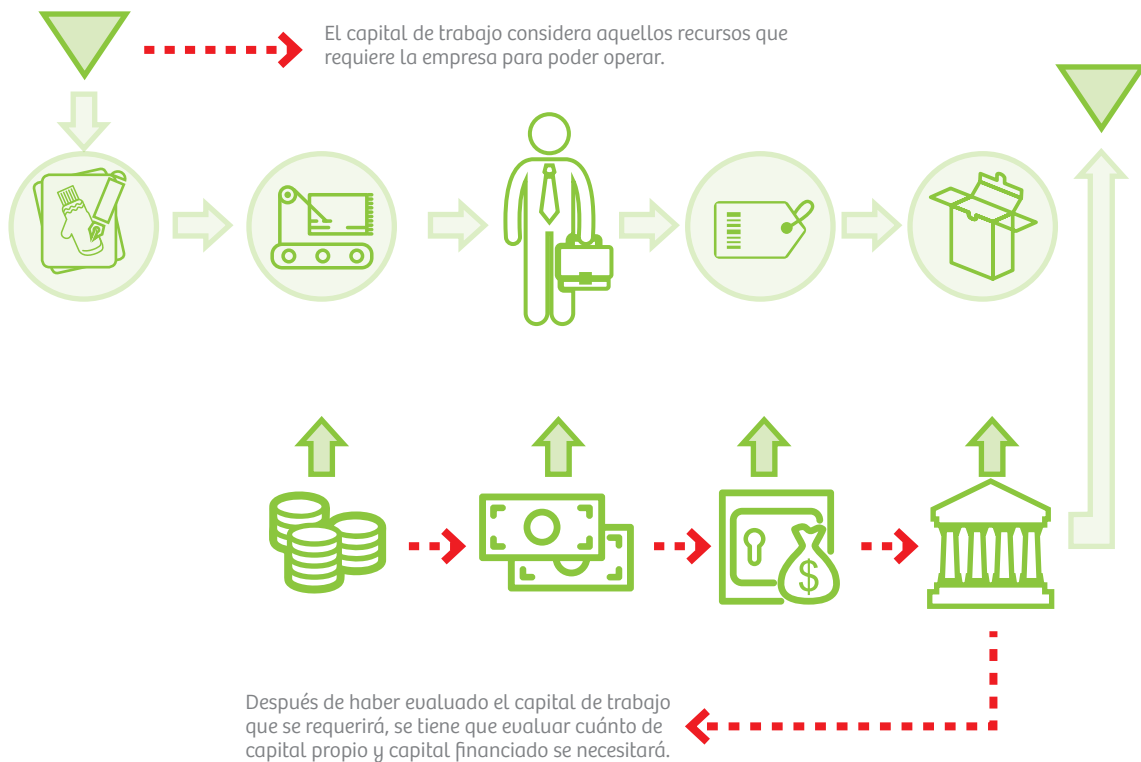 El capital de trabajo considera aquellos recursos que
requiere la empresa para poder operar.
$
Después de haber evaluado el capital de trabajo
que se requerirá, se tiene que evaluar cuánto de
capital propio y capital financiado se necesitará.